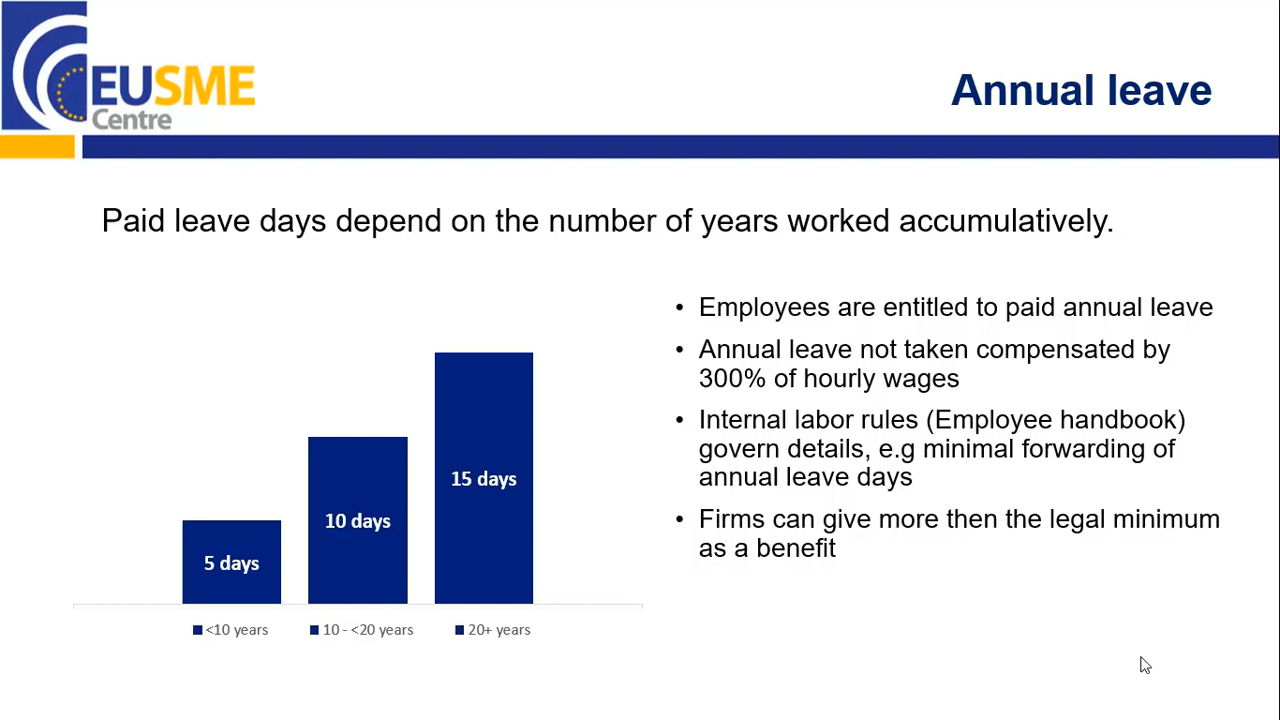 EUSME
Centre
Annual leave
Paid leave days depend on the number of years worked accumulatively.
• Employees are entitled to paid annual leave
• Annual leave not taken compensated by
300% of hourly wages
• Internal labor rules (Employee handbook)
govern details, e.g minimal forwarding of
annual leave days
• Firms can give more then the legal minimum
as a benefit
5 days
10 days
15 days
<10 years
10 - <20 years
20+ years